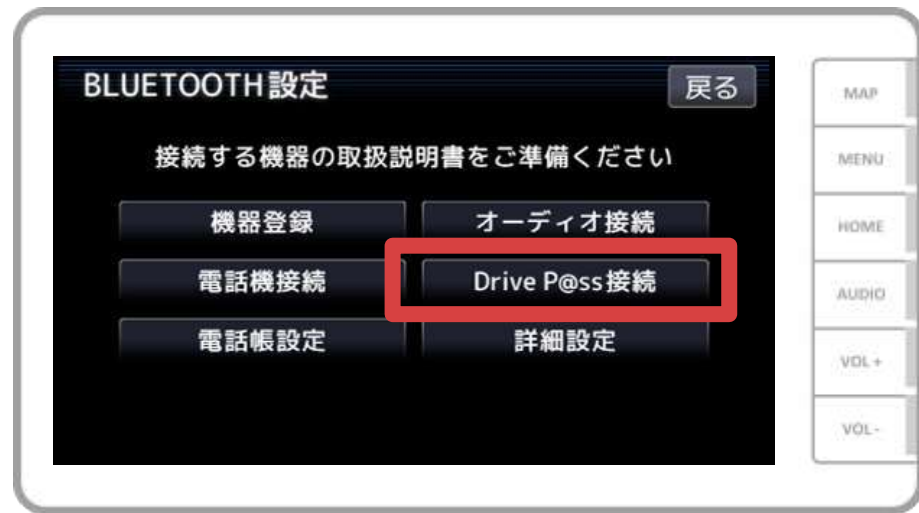 BLUETOOTH設定
戻る
接続する機器の取扱説明書をご準備ください
機器登録
オーディオ接続
電話機接続
Drive P@ss接続
電話帳設定
詳細設定
MAP
MENU
HOME
AUDIO
VOL +
VOL -